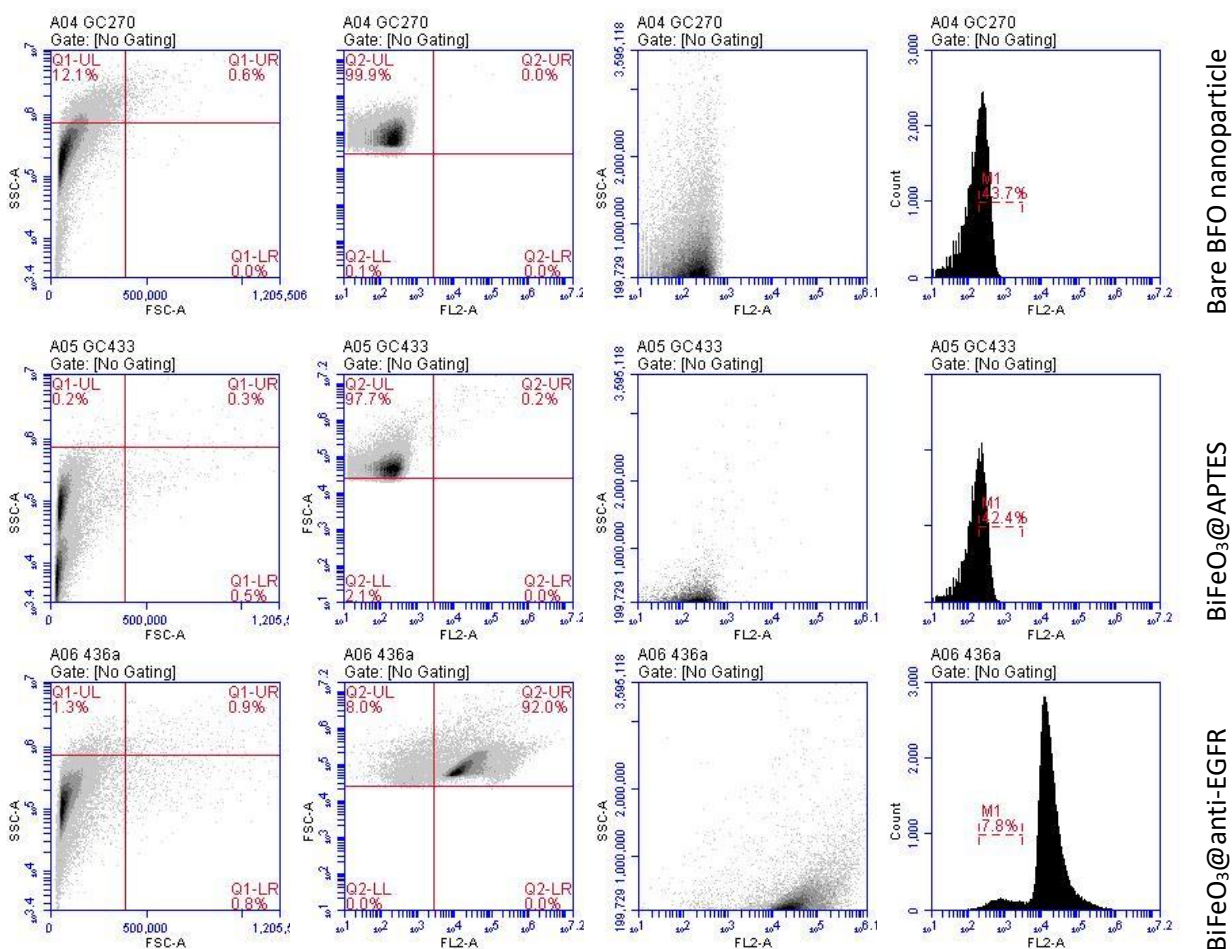 A04 GC270
Gate: [No Gating]
Q1-UL
12.1%
Q1-UR
0.6%
Q1-LR
0.0%
SSC-A
0
500,000
1,205,506
FSC-A
A04 GC270
Gate: [No Gating]
Q2-UL
99.9%
Q2-UR
0.0%
Q2-LL
0.1%
Q2-LR
0.0%
FL2-A
A04 GC270
Gate: [No Gating]
3,595,118
2,000,000
1,000,000
199,729
SSC-A
FL2-A
A04 GC270
Gate: [No Gating]
3,000
2,000
1,000
0
Count
M1
43.7%
FL2-A
Bare BFO nanoparticle
A05 GC433
Gate: [No Gating]
Q1-UL
0.2%
Q1-UR
0.3%
Q1-LR
0.5%
SSC-A
0
500,000
FSC-A
A05 GC433
Gate: [No Gating]
Q2-UL
97.7%
Q2-UR
0.2%
Q2-LL
2.1%
Q2-LR
0.0%
FSC-A
FL2-A
A05 GC433
Gate: [No Gating]
3,595,118
2,000,000
1,000,000
199,729
SSC-A
FL2-A
A05 GC433
Gate: [No Gating]
M1
42.4%
FL2-A
BiFeO₃@APTES
A06 436a
Gate: [No Gating]
Q1-UL
1.3%
Q1-UR
0.9%
Q1-LR
0.8%
SSC-A
0
500,000
FSC-A
A06 436a
Gate: [No Gating]
Q2-UL
8.0%
Q2-UR
92.0%
Q2-LL
0.0%
Q2-LR
0.0%
FSC-A
FL2-A
A06 436a
Gate: [No Gating]
3,595,118
2,000,000
1,000,000
199,729
SSC-A
FL2-A
A06 436a
Gate: [No Gating]
3,000
2,000
1,000
0
Count
M1
7.8%
FL2-A
BiFeO₃@anti-EGFR